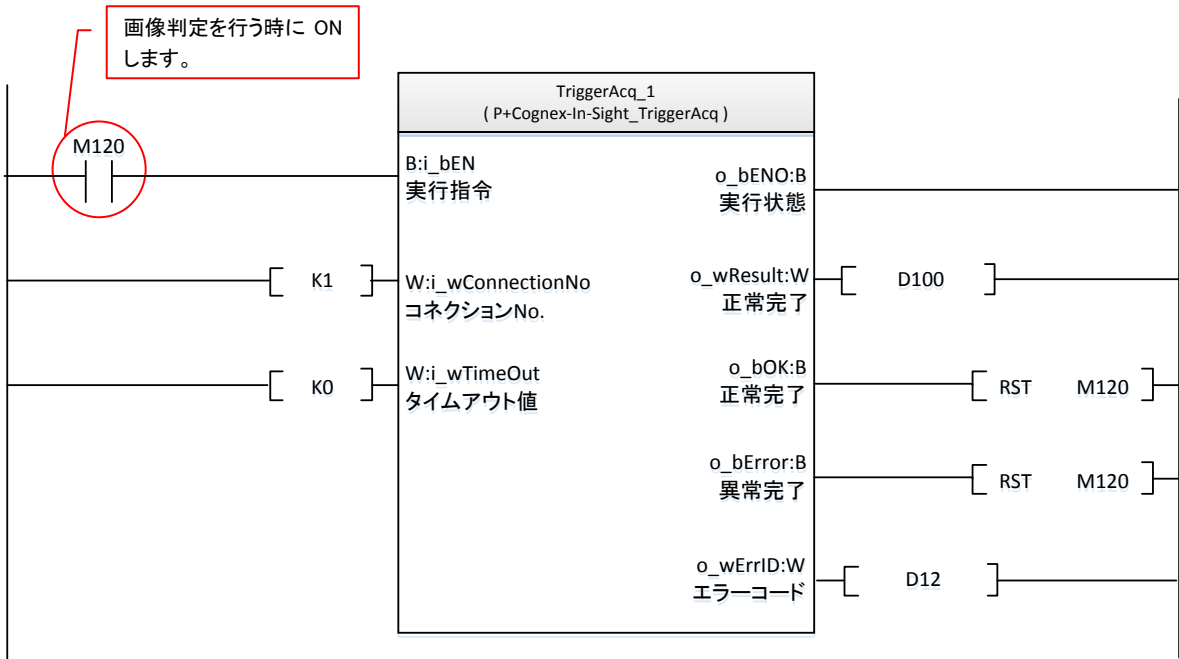 画像判定を行う時に ON
します。
TriggerAcq_1
( P+Cognex-In-Sight_TriggerAcq )
M120
B:i_bEN
実行指令
o_bENO:B
実行状態
K1
W:i_wConnectionNo
コネクションNo.
o_wResult:W
正常完了
D100
K0
W:i_wTimeOut
タイムアウト値
o_bOK:B
正常完了
RST M120
o_bError:B
異常完了
RST M120
o_wErrID:W
エラーコード
D12